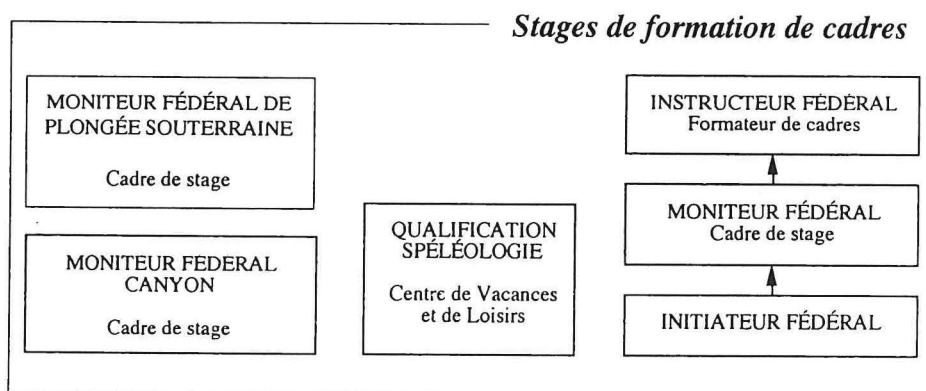 Stages de formation de cadres
MONITEUR FÉDÉRAL DE
PLONGÉE SOUTERRAINE
Cadre de stage
MONITEUR FEDERAL
CANYON
Cadre de stage
QUALIFICATION
SPÉLÉOLOGIE
Centre de Vacances
et de Loisirs
INSTRUCTEUR FÉDÉRAL
Formateur de cadres
MONITEUR FÉDÉRAL
Cadre de stage
INITIATEUR FÉDÉRAL